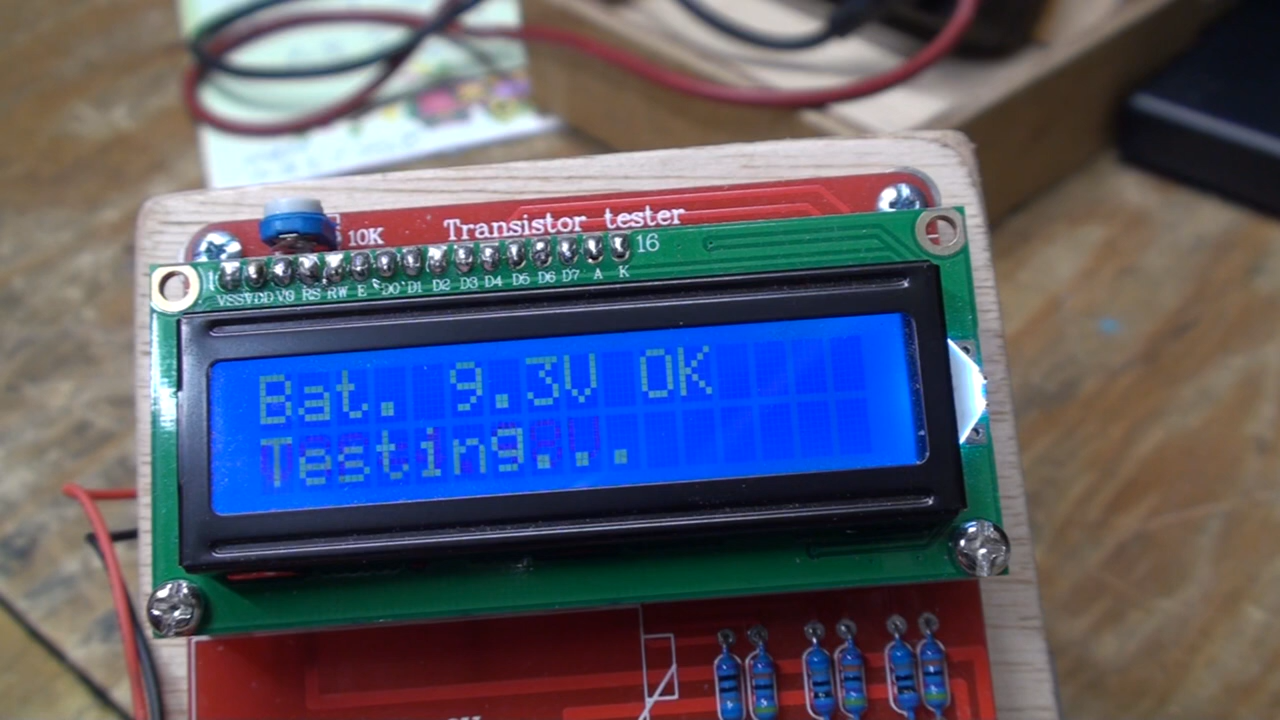 Transistor tester
10K
16
VSS VDD V0 RS RW E D0 D1 D2 D3 D4 D5 D6 D7 A K
Bat. 9.3V OK
Testing...